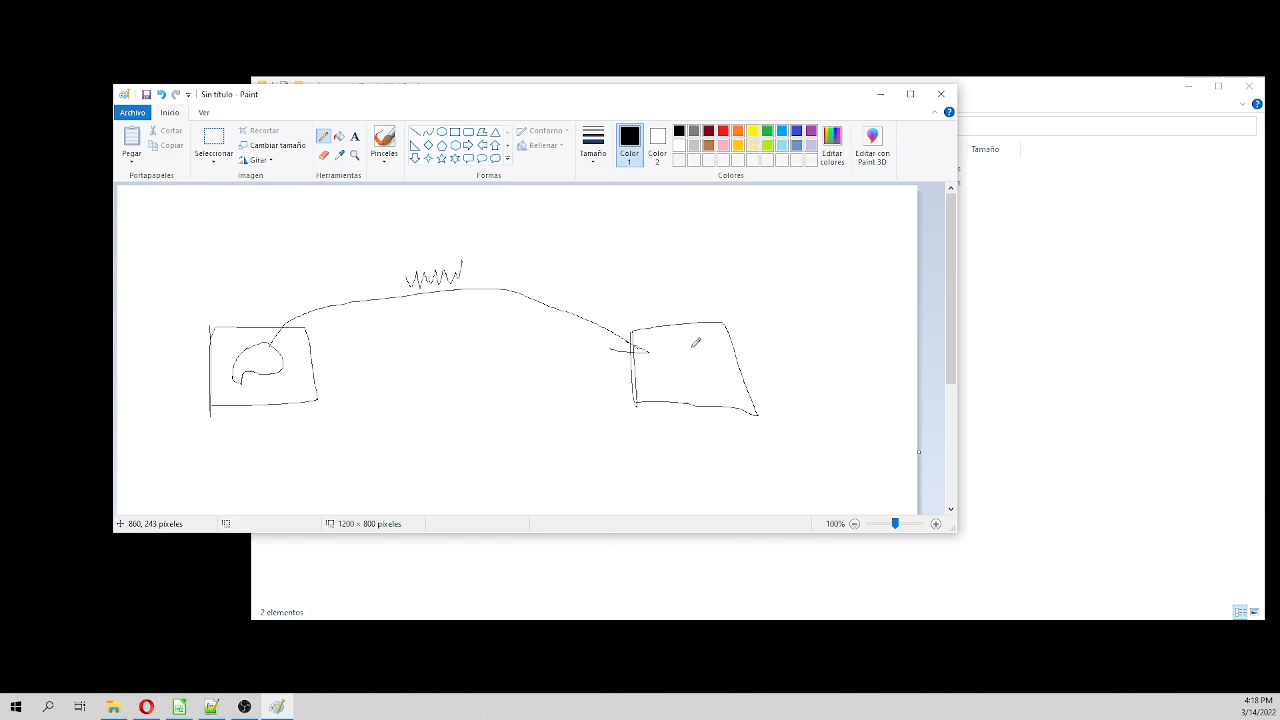 Sin título - Paint
Archivo
Inicio
Ver
Pegar
Cortar
Copiar
Portapapeles
Seleccionar
Recortar
Cambiar tamaño
Girar
Imagen
A
Herramientas
Pinceles
Contorno
Rellenar
Formas
Tamaño
Color 1
Color 2
Editar colores
Colores
Editar con Paint 3D
Tamaño
860, 243 píxeles
1200 × 800 píxeles
100%
2 elementos
4:18 PM
3/14/2022